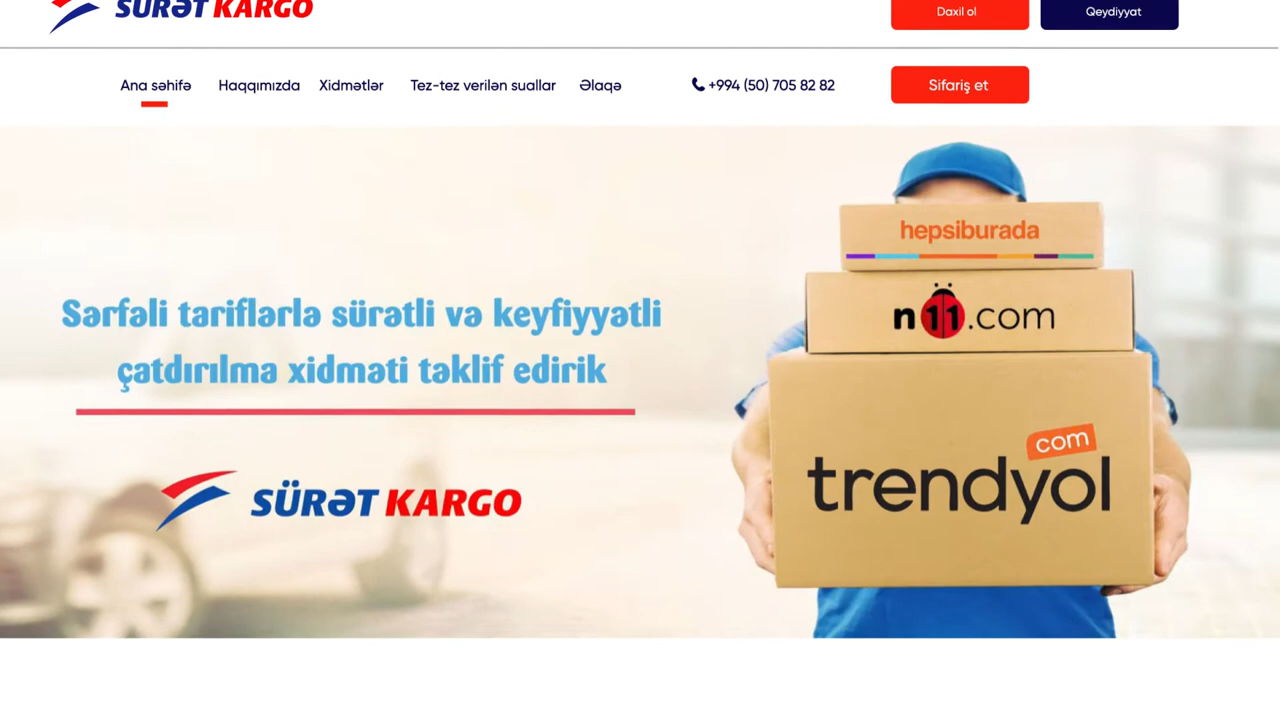 SÜRƏT KARGO
Daxil ol
Qeydiyyat
Ana səhifə
Haqqımızda
Xidmətlər
Tez-tez verilən suallar
Əlaqə
+994 (50) 705 82 82
Sifariş et
Sərfəli tariflərlə sürətli və keyfiyyətli
çatdırılma xidməti təklif edirik
SÜRƏT KARGO
hepsiburada
n11.com
com
trendyol